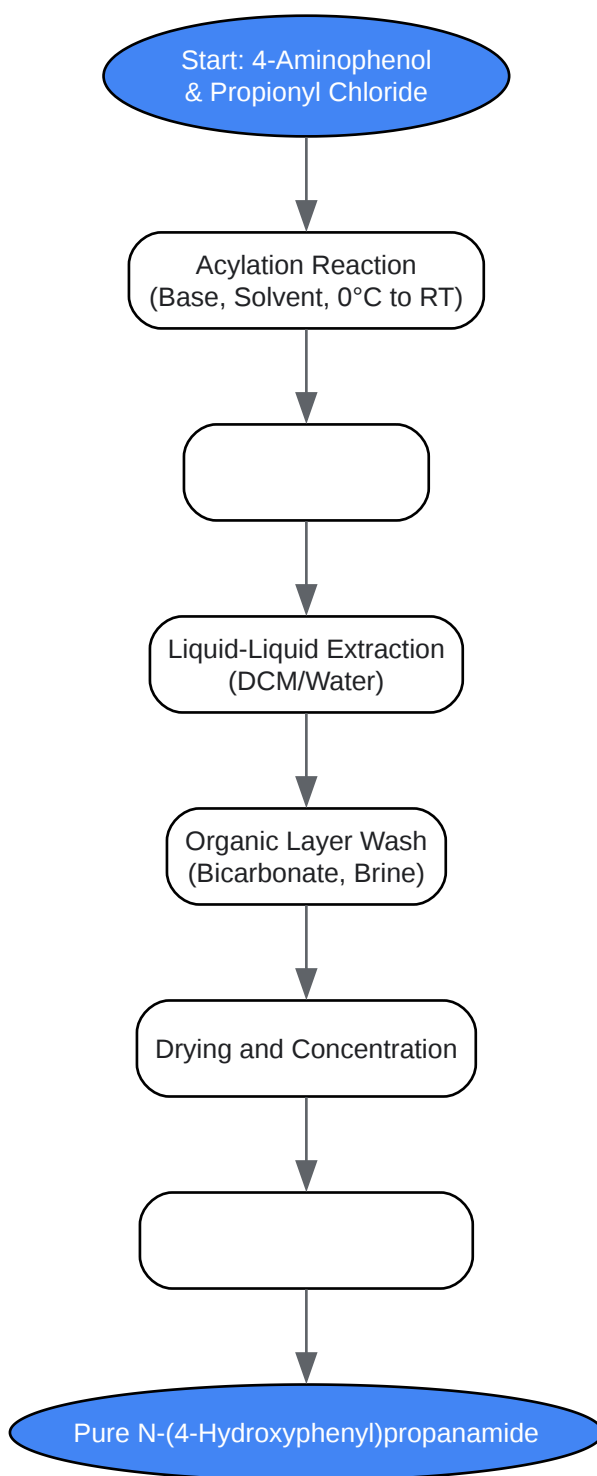 Start: 4-Aminophenol
& Propionyl Chloride
Acylation Reaction
(Base, Solvent, 0°C to RT)
Liquid-Liquid Extraction
(DCM/Water)
Organic Layer Wash
(Bicarbonate, Brine)
Drying and Concentration
Pure N-(4-Hydroxyphenyl)propanamide